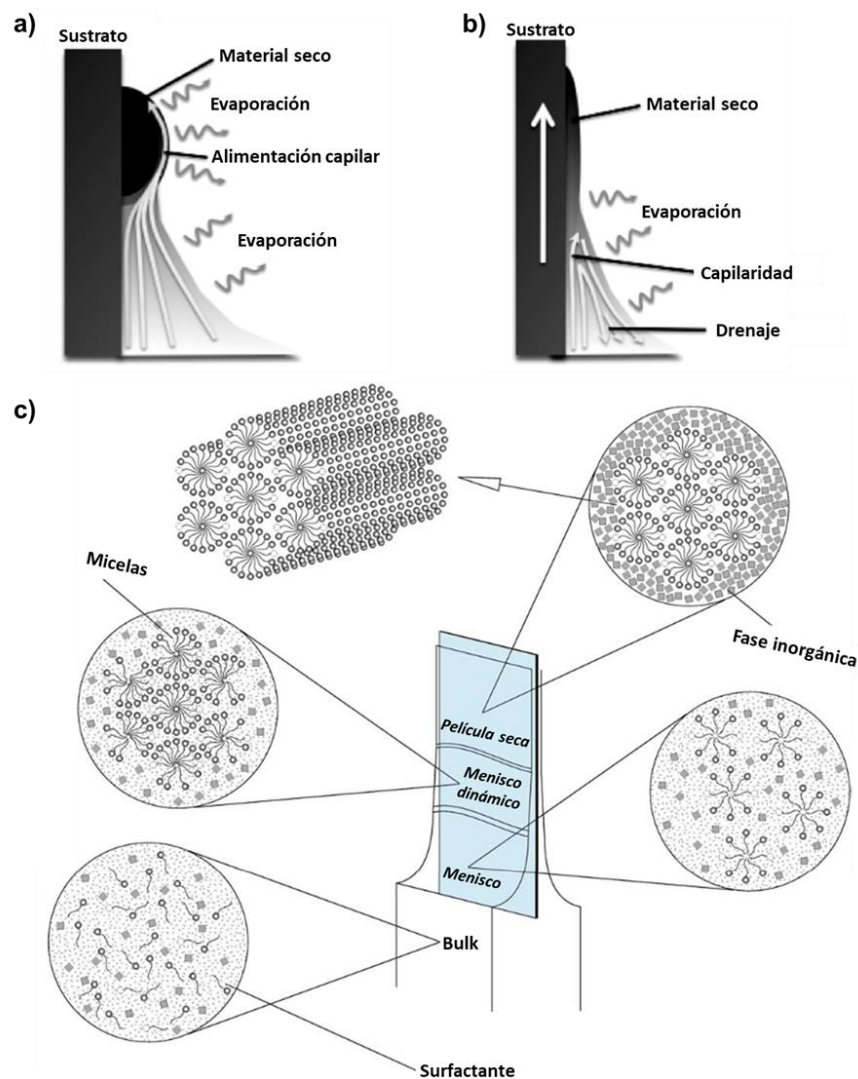 a)
Sustrato
Material seco
Evaporación
Alimentación capilar
Evaporación
b)
Sustrato
Material seco
Evaporación
Capilaridad
Drenaje
c)
Micelas
Fase inorgánica
Película seca
Menisco
dinámico
Menisco
Bulk
Surfactante